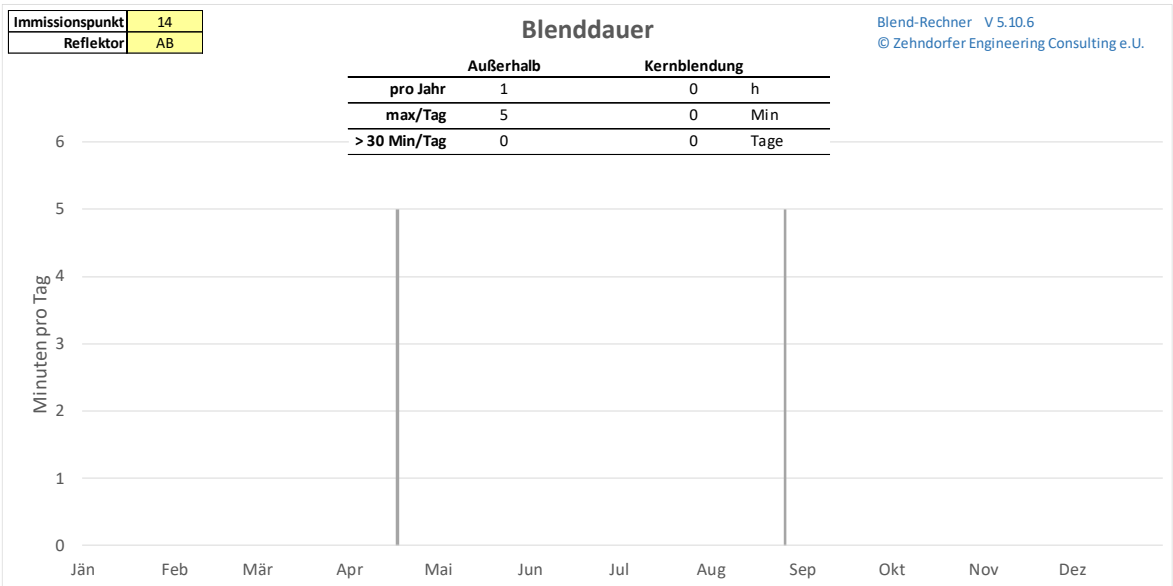 Immissionspunkt 14
Reflektor AB
Blenddauer
Blend-Rechner V 5.10.6
© Zehndorfer Engineering Consulting e.U.
Außerhalb Kernblendung
pro Jahr 1 0 h
max/Tag 5 0 Min
> 30 Min/Tag 0 0 Tage
Minuten pro Tag
6
5
4
3
2
1
0
Jän Feb Mär Apr Mai Jun Jul Aug Sep Okt Nov Dez